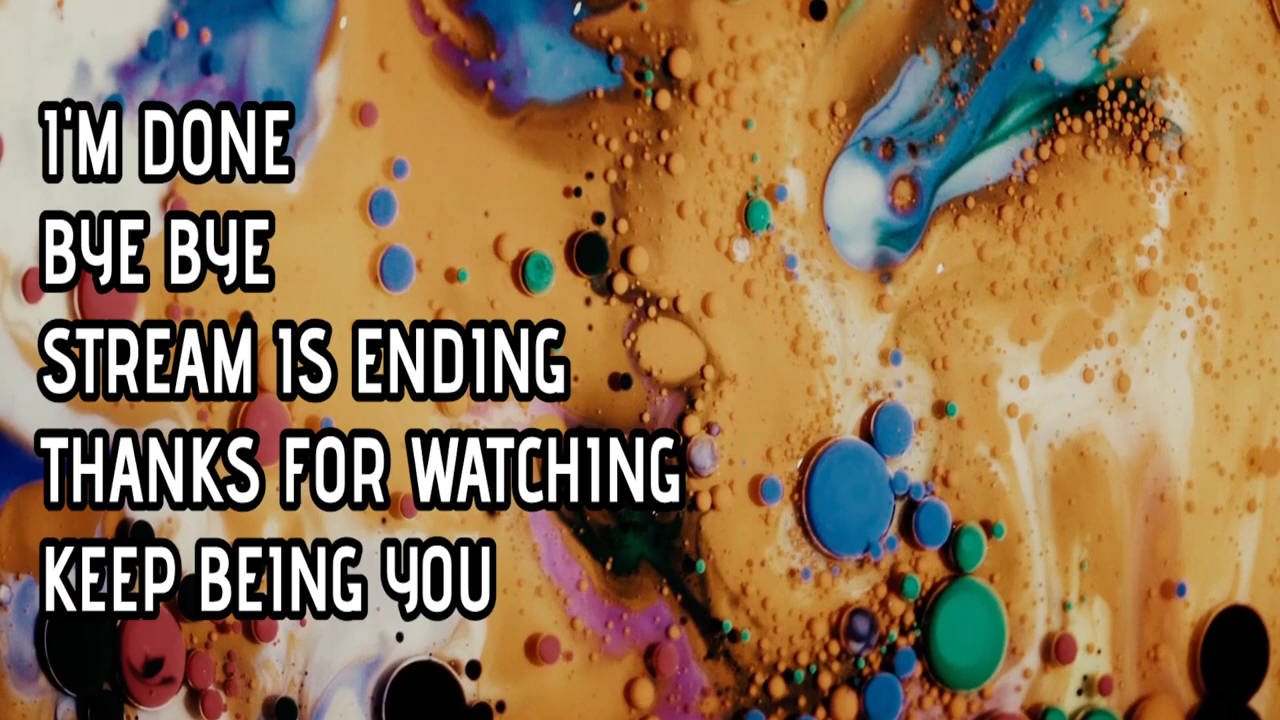 I'M DONE
BYE BYE
STREAM IS ENDING
THANKS FOR WATCHING
KEEP BEING YOU